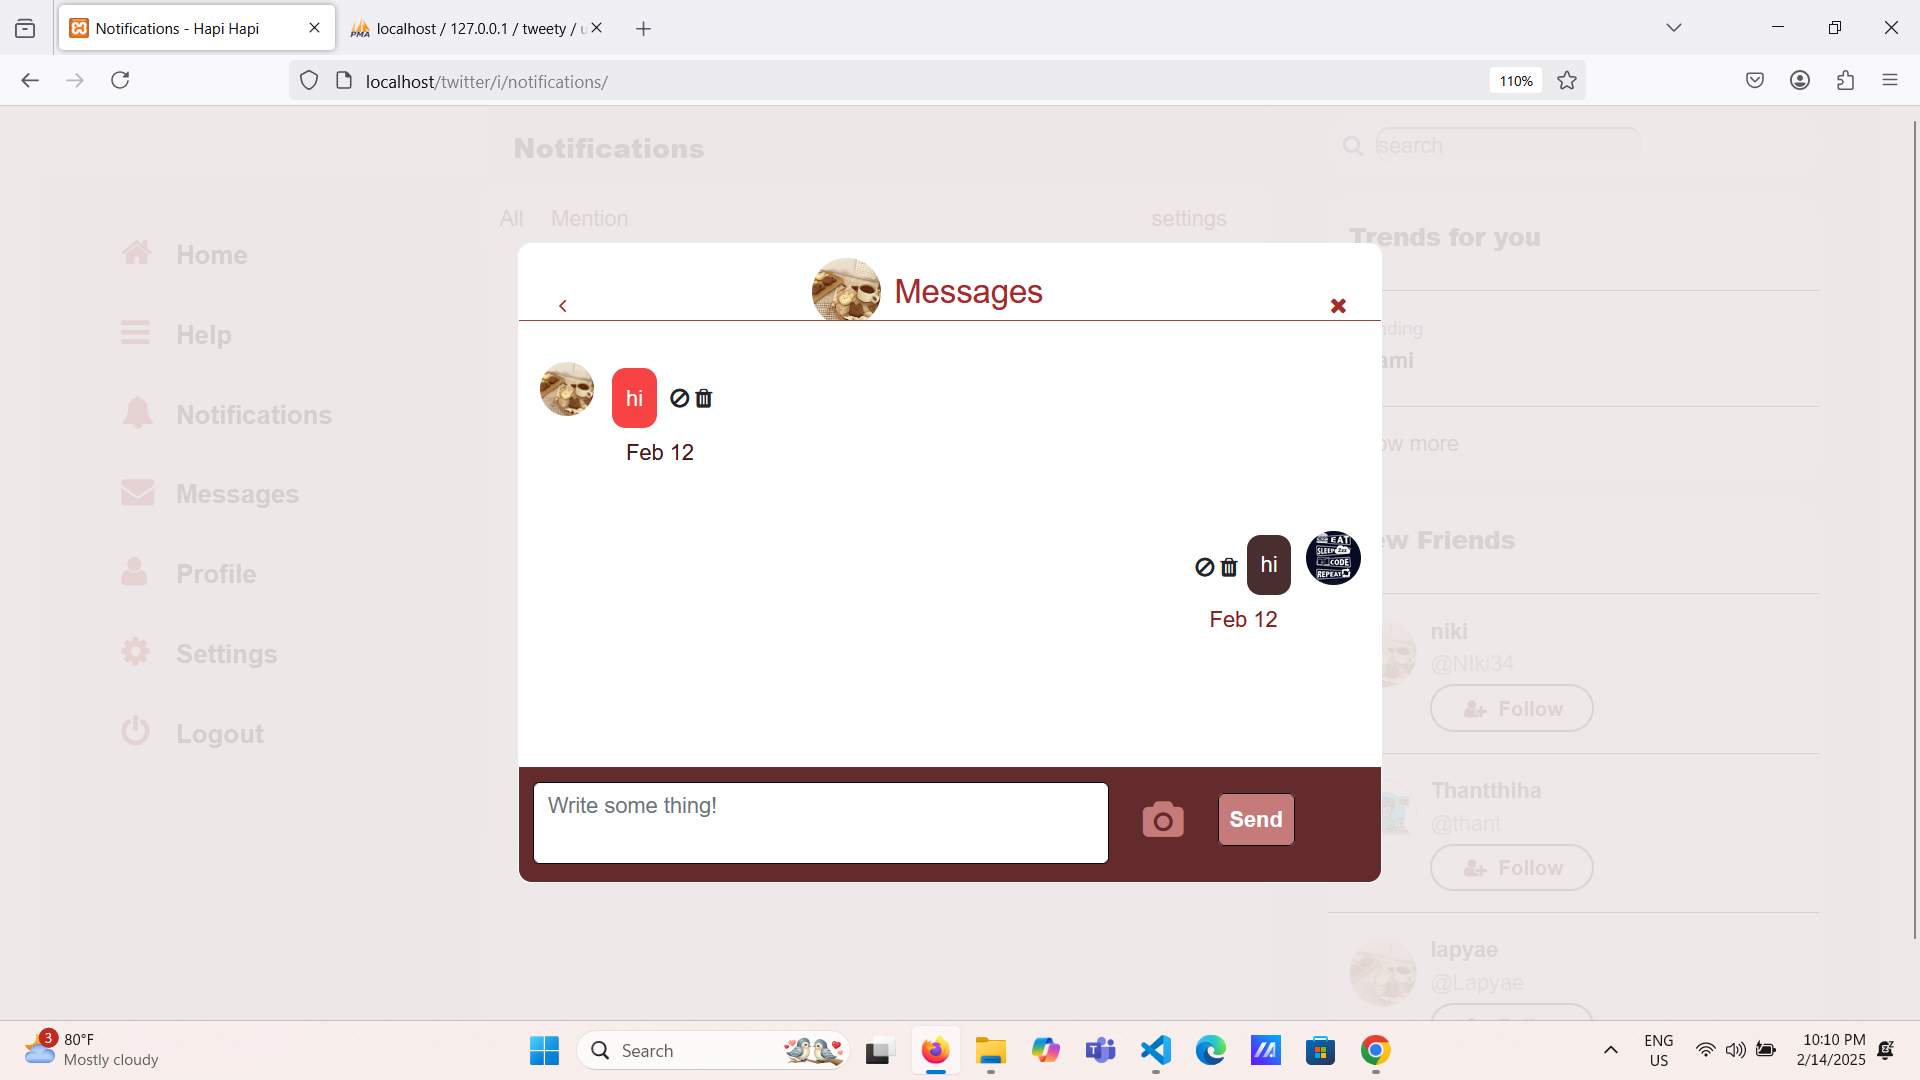 Notifications - Hapi Hapi
localhost / 127.0.0.1 / tweety / u
localhost/twitter/i/notifications/
110%
Notifications
search
All Mention settings
Trends for you
Home
Help
Notifications
Messages
Profile
Settings
Logout
Messages
hi
Feb 12
hi
Feb 12
EAT
SLEEP
CODE
REPEAT
Write some thing!
Send
nding
ami
ow more
ew Friends
niki
@NIki34
Follow
Thantthiha
@thant
Follow
lapyae
@Lapyae
3
80°F
Mostly cloudy
Search
ENG
US
10:10 PM
2/14/2025